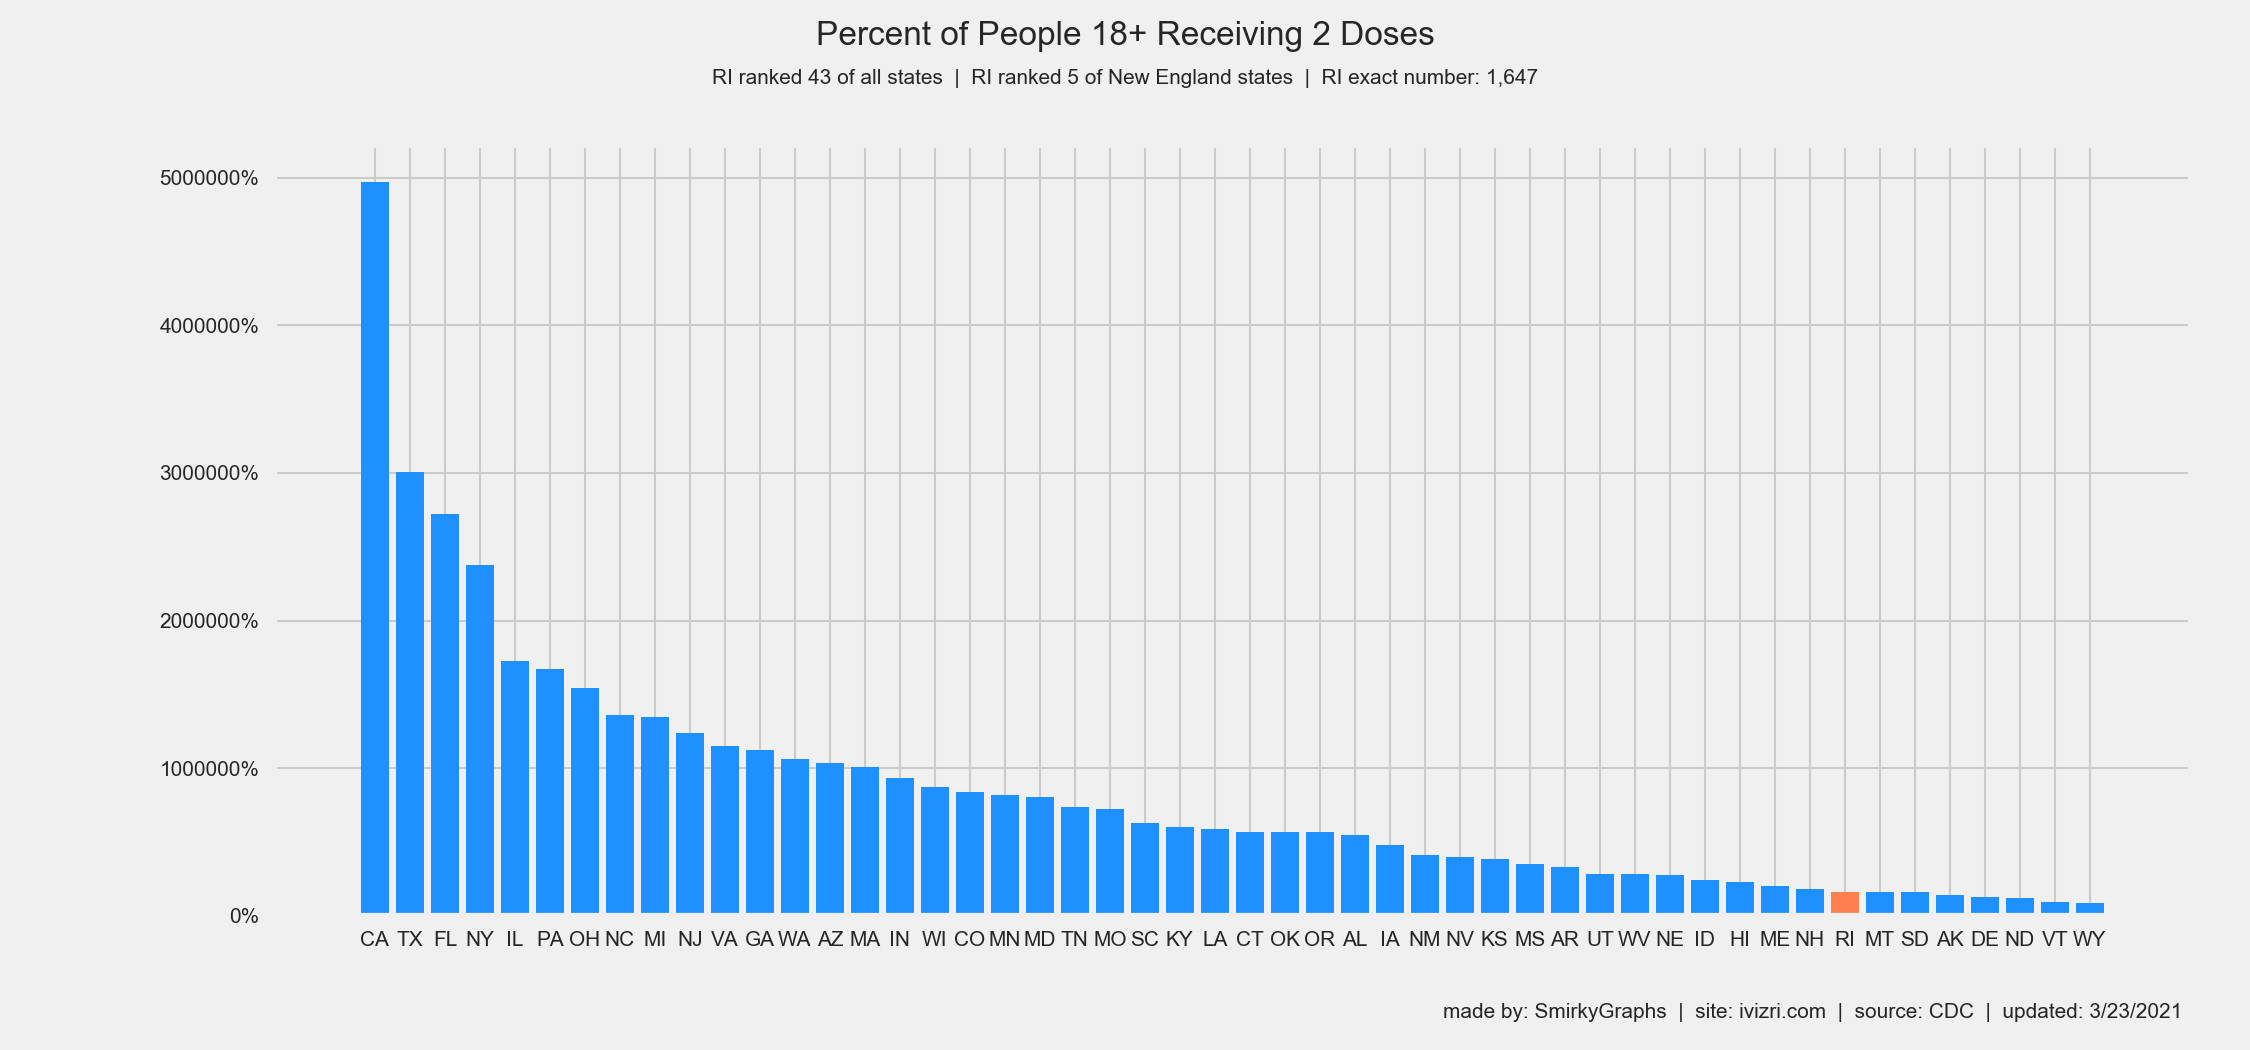 Percent of People 18+ Receiving 2 Doses
RI ranked 43 of all states | RI ranked 5 of New England states | RI exact number: 1,647
5000000%
4000000%
3000000%
2000000%
1000000%
0%
CA TX FL NY IL PA OH NC MI NJ VA GA WA AZ MA IN WI CO MN MD TN MO SC KY LA CT OK OR AL IA NM NV KS MS AR UT WV NE ID HI ME NH RI MT SD AK DE ND VT WY
made by: SmirkyGraphs | site: ivizri.com | source: CDC | updated: 3/23/2021